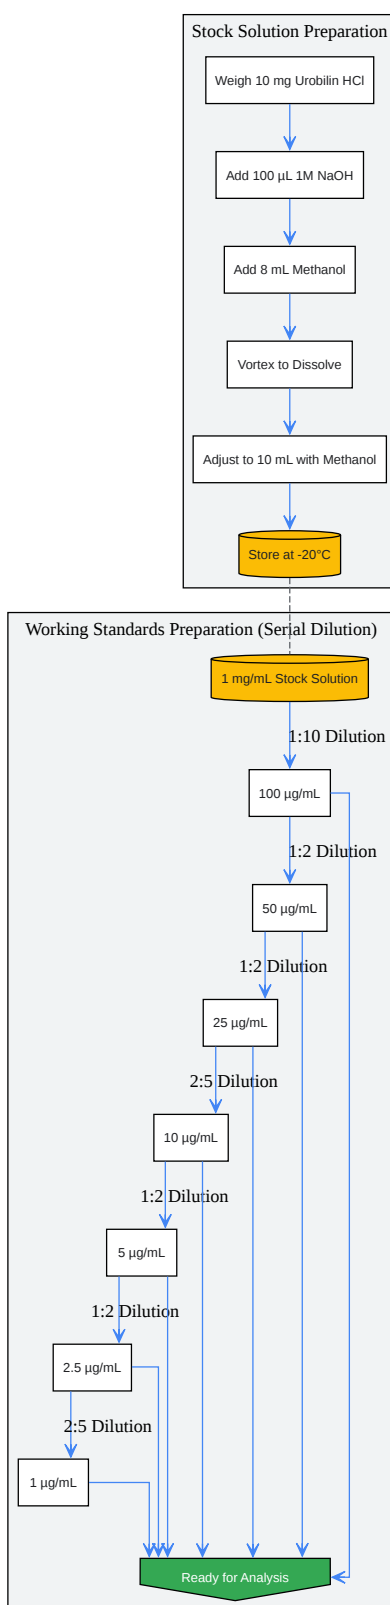 Stock Solution Preparation
Weigh 10 mg Urobilin HCl
Add 100 µL 1M NaOH
Add 8 mL Methanol
Vortex to Dissolve
Adjust to 10 mL with Methanol
Store at -20°C
Working Standards Preparation (Serial Dilution)
1 mg/mL Stock Solution
1:10 Dilution
100 µg/mL
1:2 Dilution
50 µg/mL
1:2 Dilution
25 µg/mL
2:5 Dilution
10 µg/mL
1:2 Dilution
5 µg/mL
1:2 Dilution
2.5 µg/mL
2:5 Dilution
1 µg/mL
Ready for Analysis